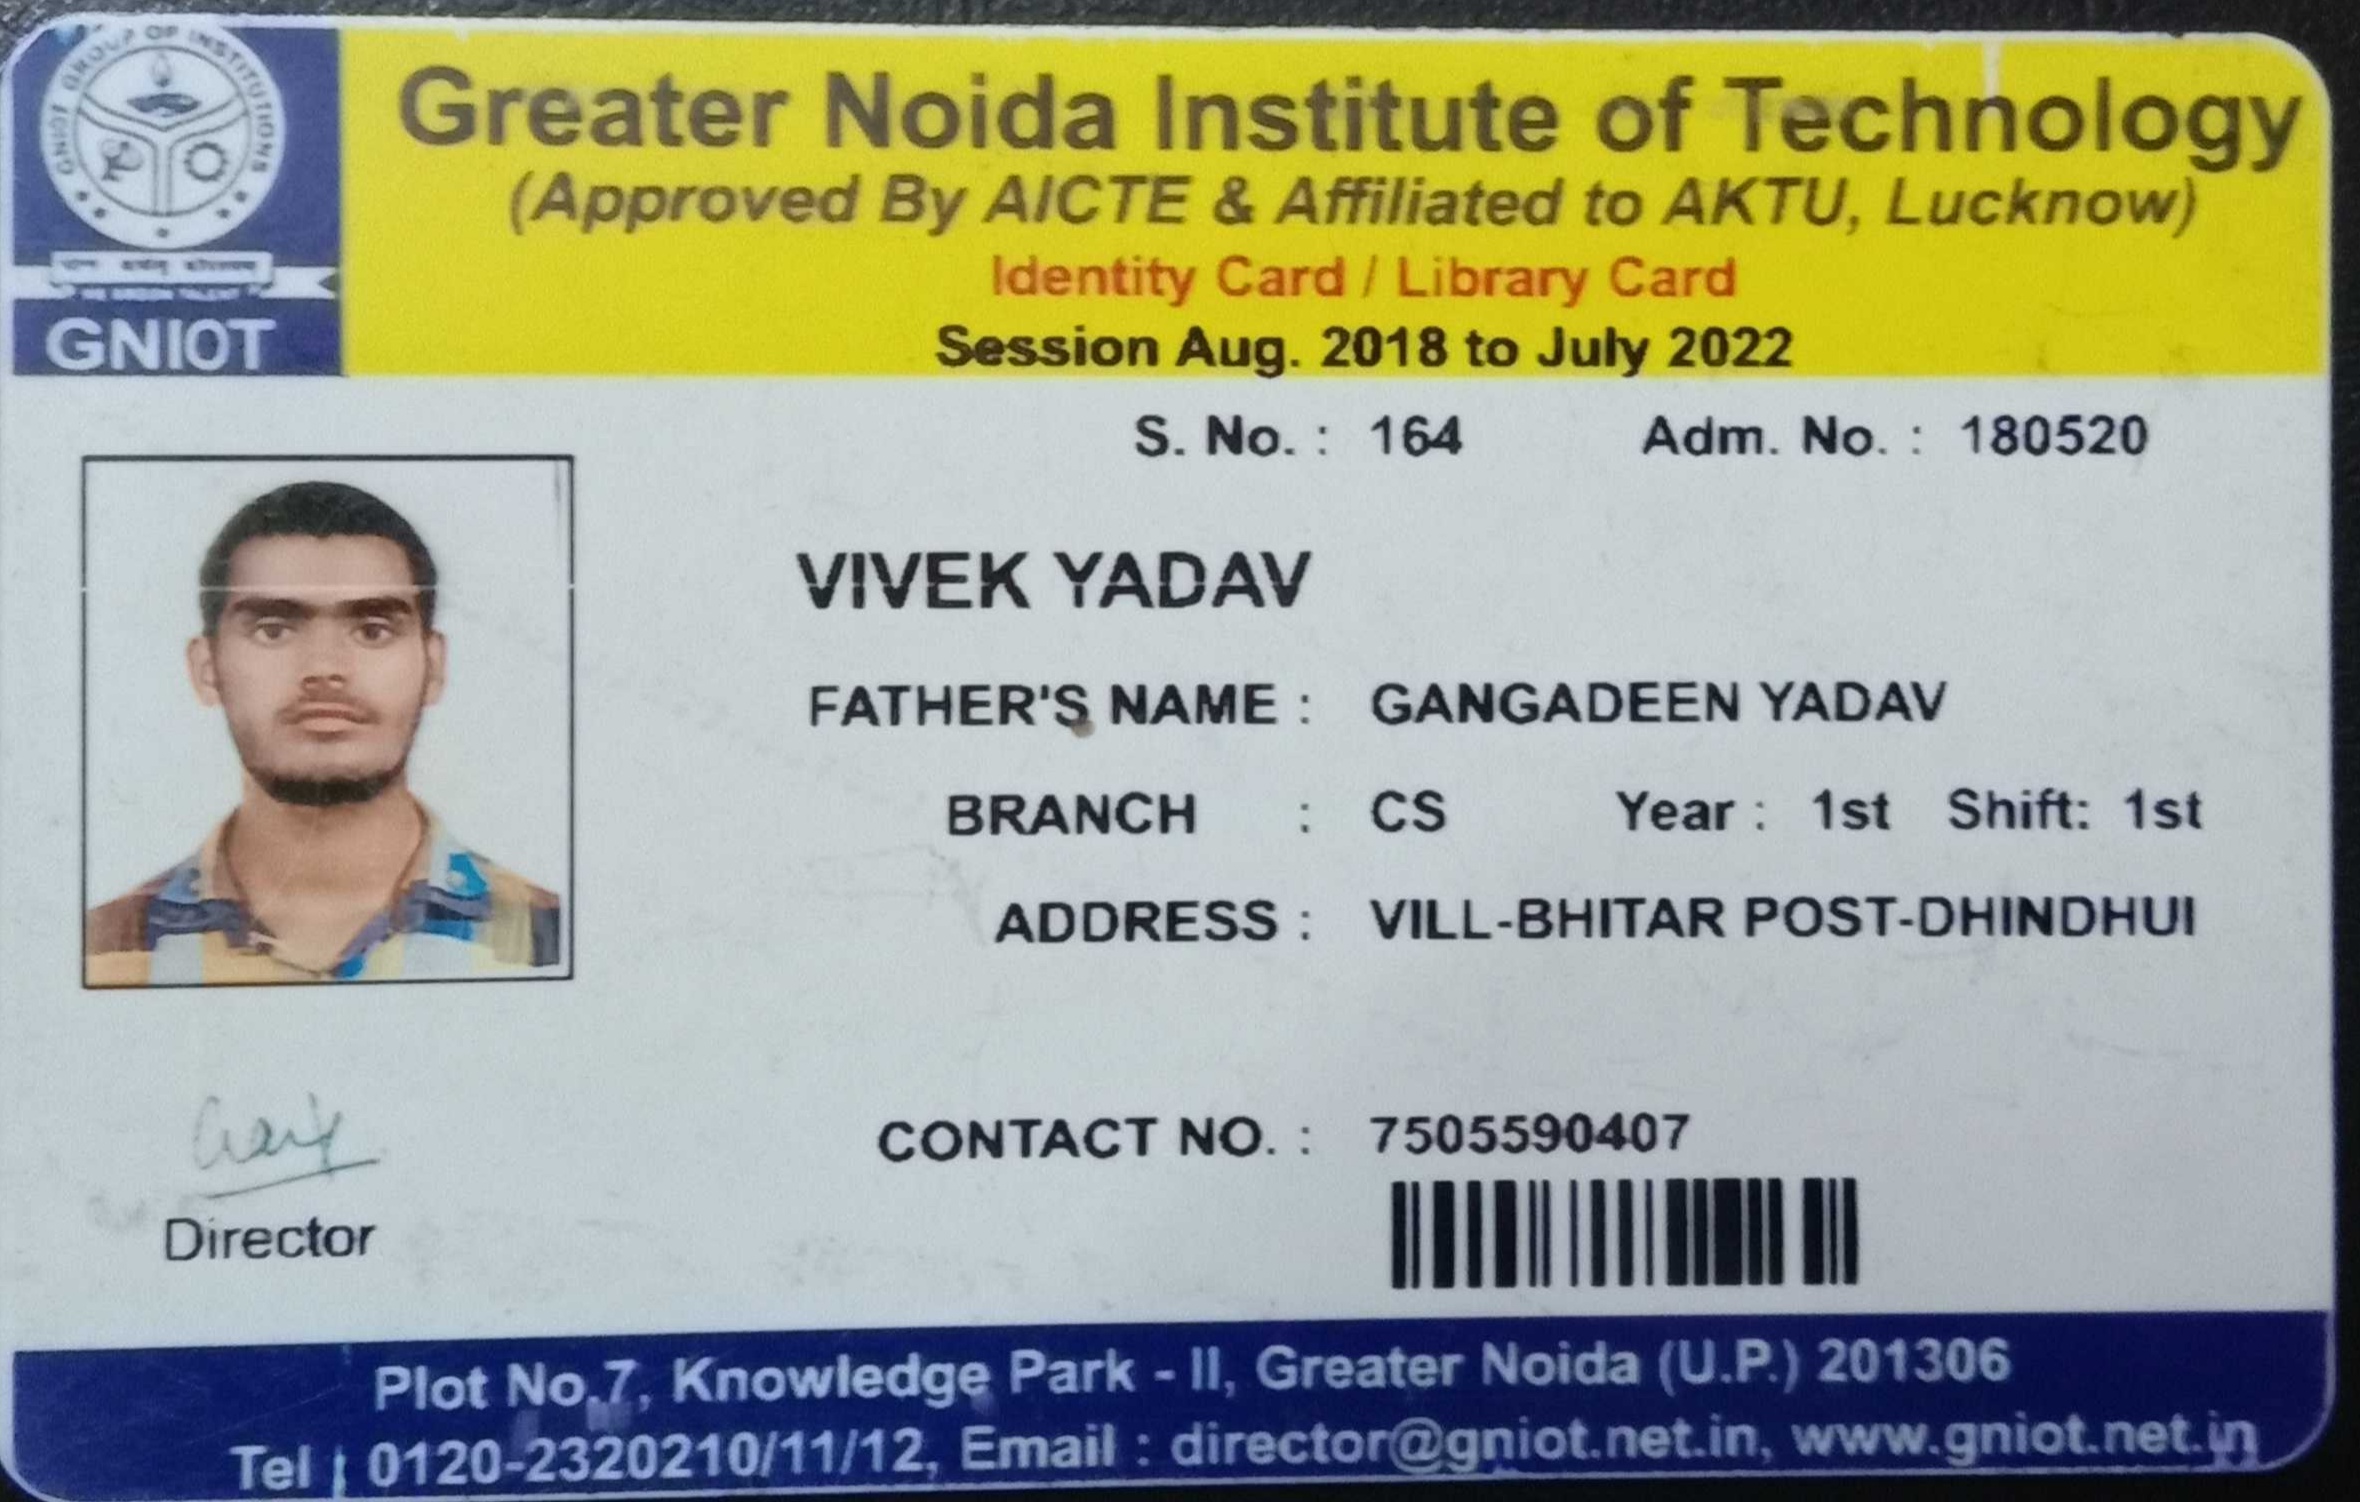 GNIOT GROUP OF INSTITUTIONS
GNIOT
Greater Noida Institute of Technology
(Approved By AICTE & Affiliated to AKTU, Lucknow)
Identity Card / Library Card
Session Aug. 2018 to July 2022
S. No. : 164 Adm. No. : 180520
VIVEK YADAV
FATHER'S NAME : GANGADEEN YADAV
BRANCH : CS Year : 1st Shift: 1st
ADDRESS : VILL-BHITAR POST-DHINDHUI
CONTACT NO. : 7505590407
Director
Plot No.7, Knowledge Park - II, Greater Noida (U.P.) 201306
Tel : 0120-2320210/11/12, Email : director@gniot.net.in, www.gniot.net.in